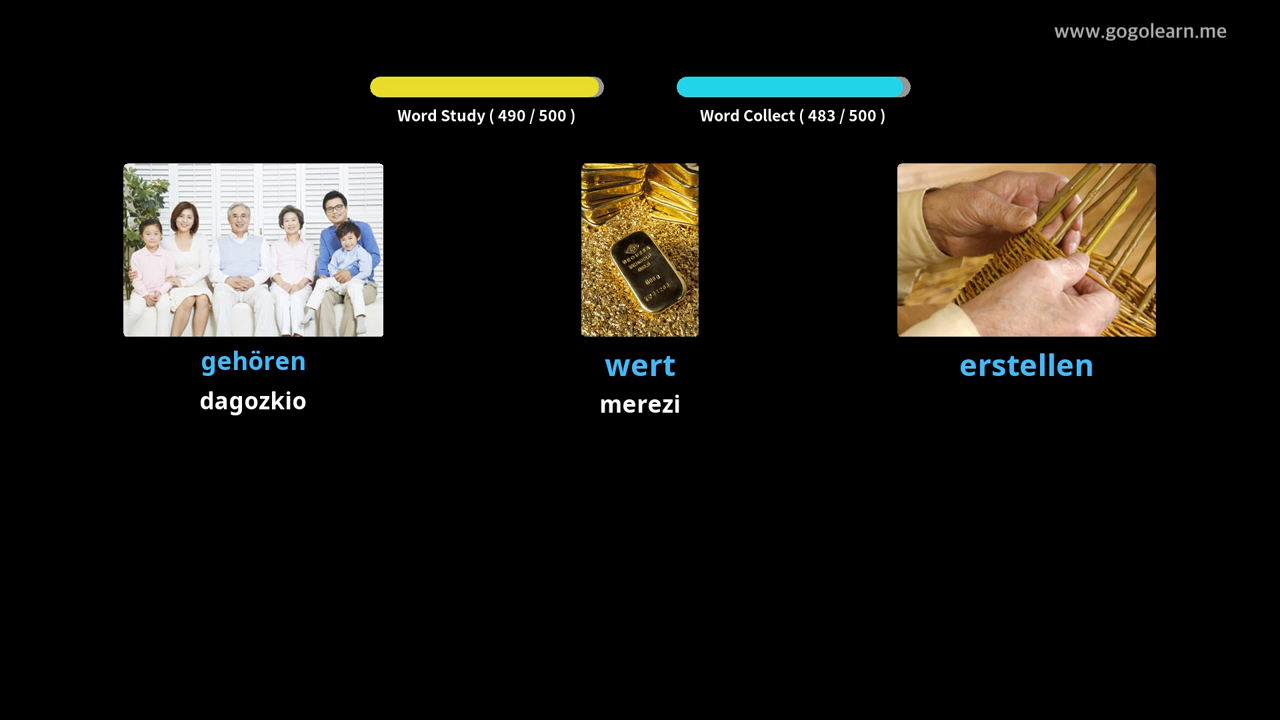 www.gogolearn.me
Word Study ( 490 / 500 )
Word Collect ( 483 / 500 )
gehören
wert
erstellen
dagozkio
merezi